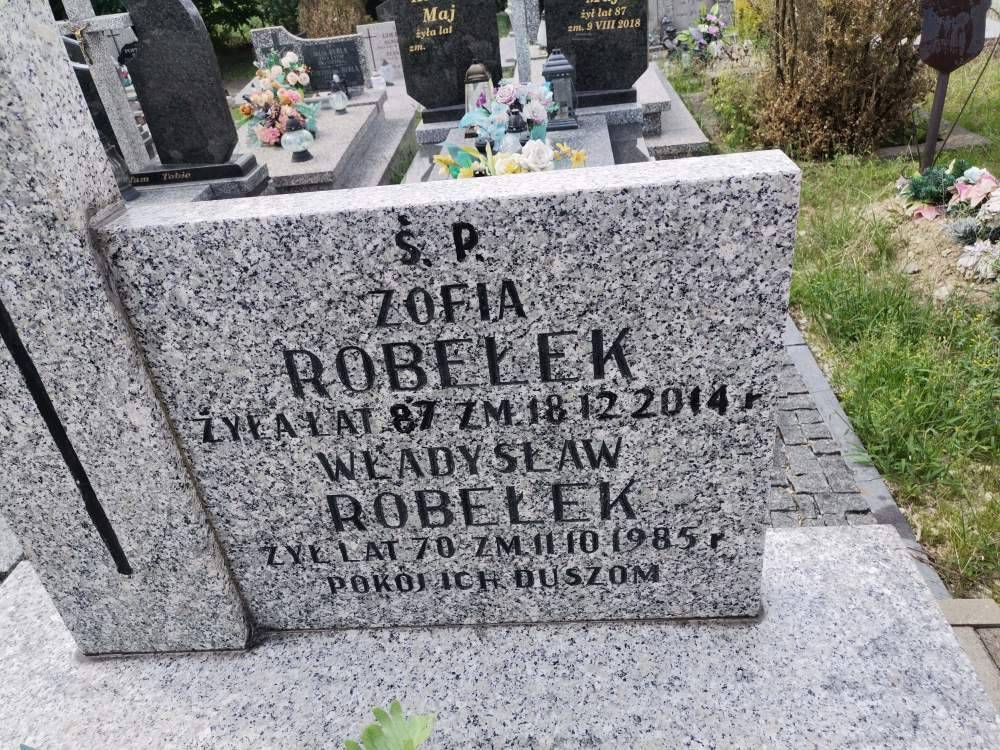 Maj
żyła lat
zm.
żył lat 87
zm. 9 VIII 2018
Tobie
Ś. P.
ZOFIA
ROBEŁEK
ŻYŁA LAT 87 ZM. 18.12.2014 r
WŁADYSŁAW
ROBEŁEK
ŻYŁ LAT 70 ZM. 11.10.1985 r.
POKÓJ ICH DUSZOM